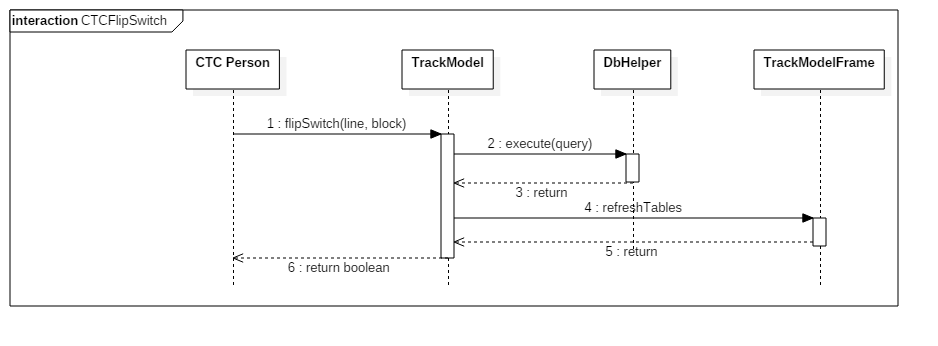 interaction CTCFlipSwitch
CTC Person
TrackModel
DbHelper
TrackModelFrame
1 : flipSwitch(line, block)
2 : execute(query)
3 : return
4 : refreshTables
5 : return
6 : return boolean